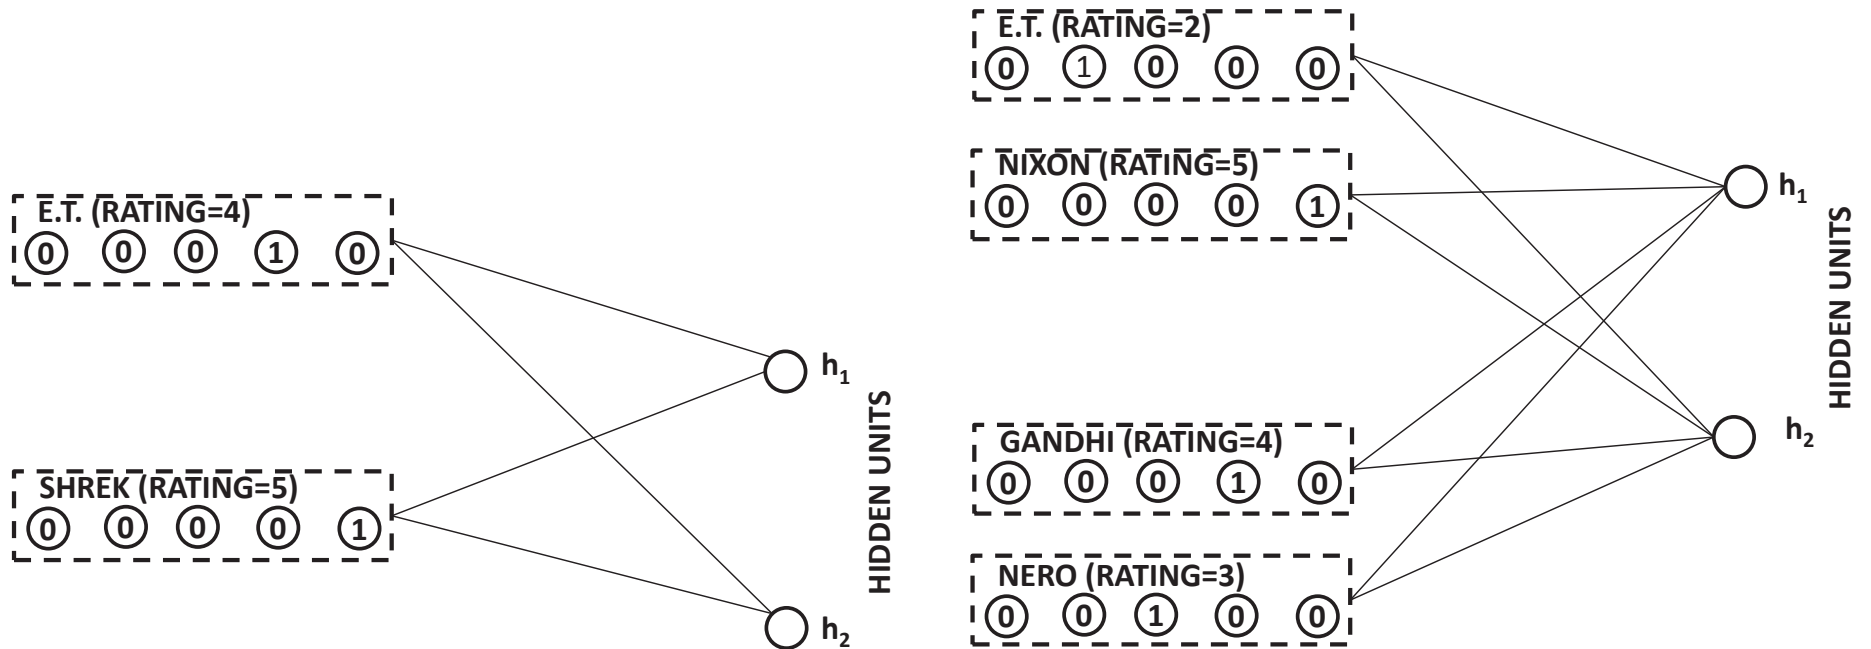 E.T. (RATING=4)
0 0 0 1 0
SHREK (RATING=5)
0 0 0 0 1
h1
h2
HIDDEN UNITS
E.T. (RATING=2)
0 1 0 0 0
NIXON (RATING=5)
0 0 0 0 1
GANDHI (RATING=4)
0 0 0 1 0
NERO (RATING=3)
0 0 1 0 0
h1
h2
HIDDEN UNITS